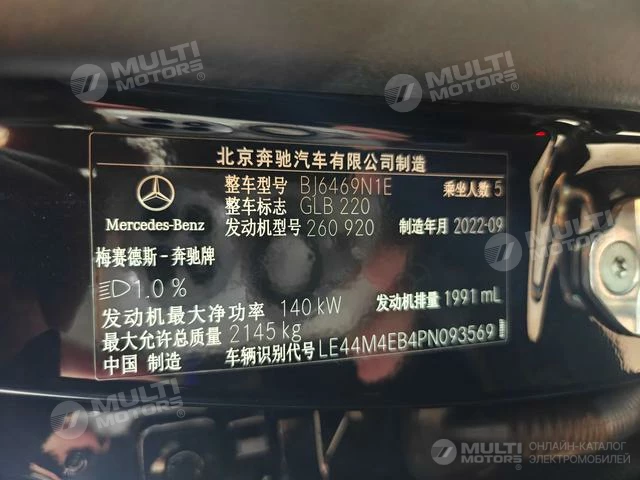 MULTI MOTORS®
MULTI MOTORS®
北京奔驰汽车有限公司制造
整车型号 BJ6469N1E 乘坐人数 5
整车标志 GLB 220
发动机型号 260 920 制造年月 2022-09
Mercedes-Benz
梅赛德斯-奔驰牌
1.0 %
发动机最大净功率 140 kW 发动机排量 1991 mL
最大允许总质量 2145 kg
中国 制造 车辆识别代号 LE44M4EB4PN093569
MULTI MOTORS®
MULTI MOTORS®
MULTI MOTORS®
ОНЛАЙН-КАТАЛОГ
ЭЛЕКТРОМОБИЛЕЙ